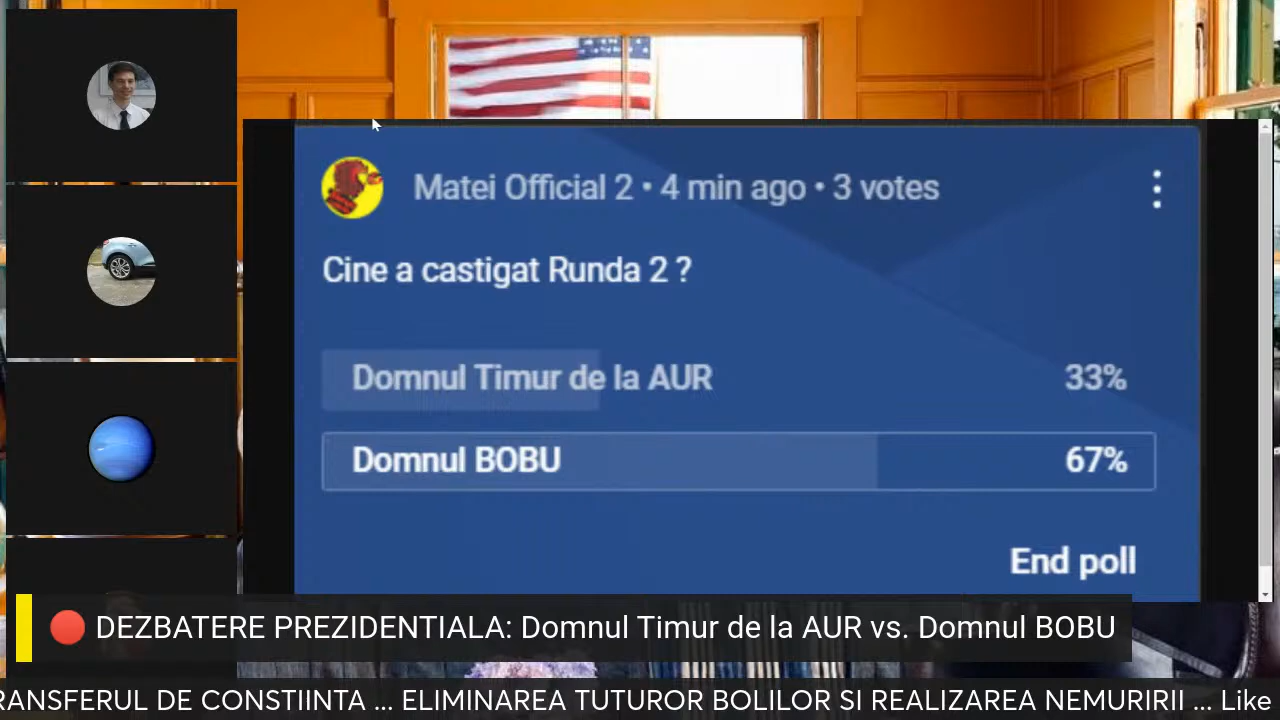 Matei Official 2 • 4 min ago • 3 votes
Cine a castigat Runda 2 ?
Domnul Timur de la AUR 33%
Domnul BOBU 67%
End poll
🔴 DEZBATERE PREZIDENTIALA: Domnul Timur de la AUR vs. Domnul BOBU
RANSFERUL DE CONSTIINTA ... ELIMINAREA TUTUROR BOLILOR SI REALIZAREA NEMURIRII ... Like